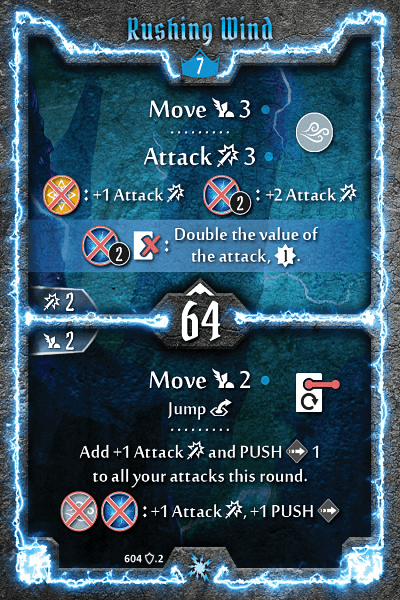 Rushing Wind
7
Move 3
Attack 3
: +1 Attack 2 : +2 Attack
2 : Double the value of
the attack, 1.
2
64
2
Move 2
Jump
Add +1 Attack and PUSH 1
to all your attacks this round.
: +1 Attack , +1 PUSH
604 .2